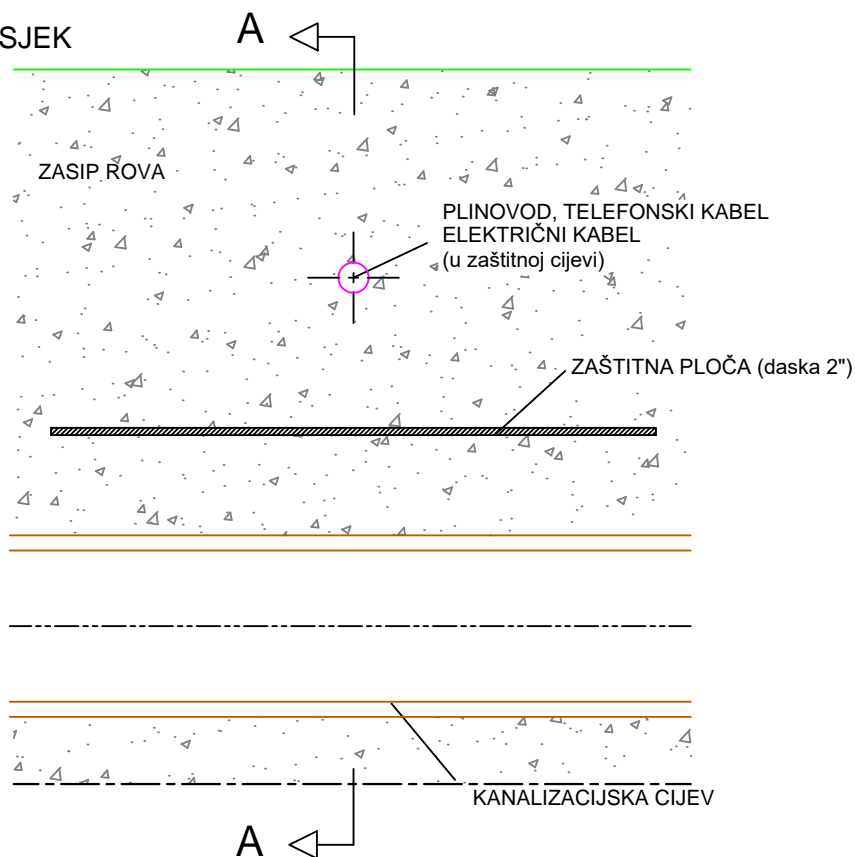 SJEK
A
ZASIP ROVA
PLINOVOD, TELEFONSKI KABEL
ELEKTRIČNI KABEL
(u zaštitnoj cijevi)
ZAŠTITNA PLOČA (daska 2")
KANALIZACIJSKA CIJEV
A